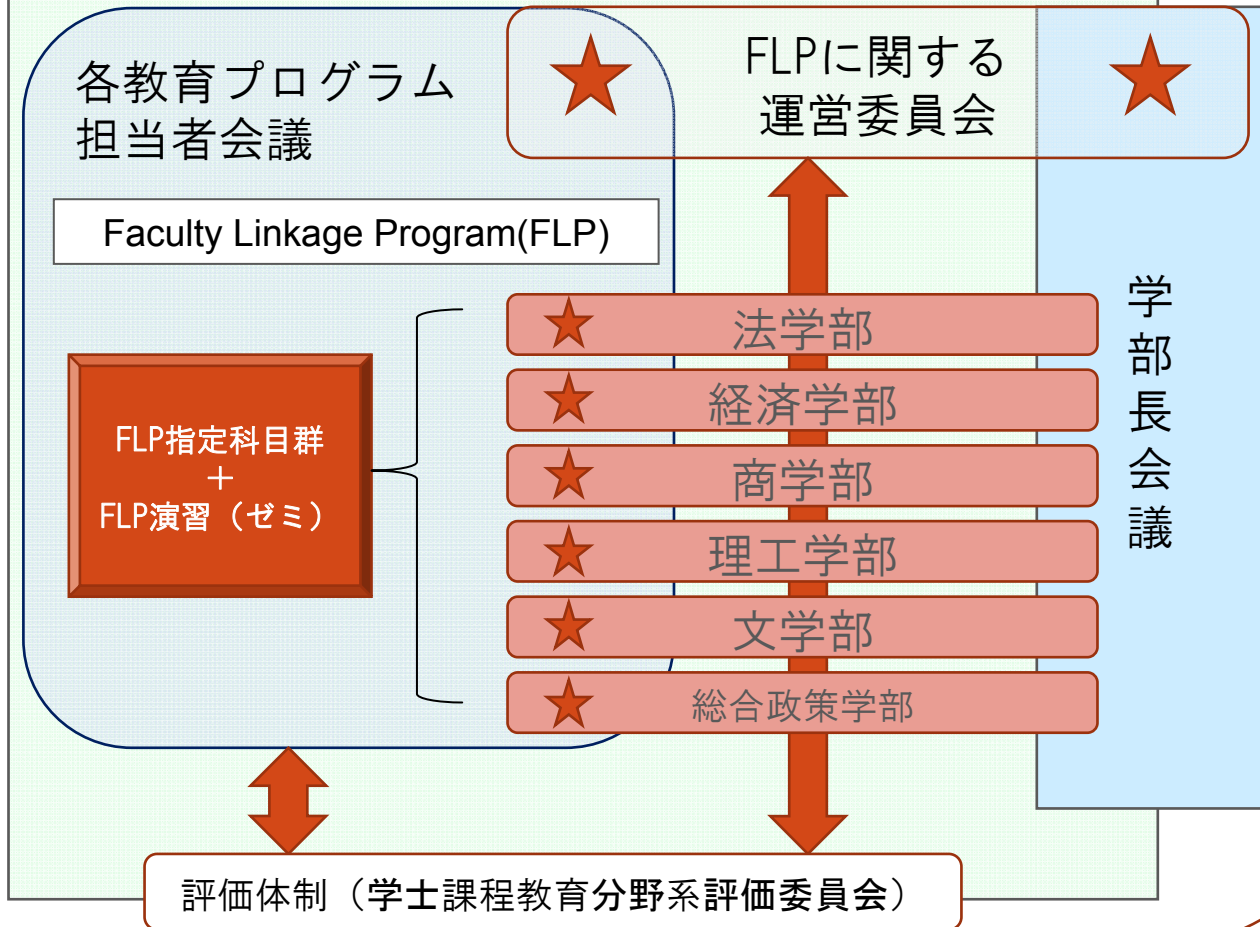 各教育プログラム
担当者会議
FLPに関する
運営委員会
Faculty Linkage Program(FLP)
学部長会議
法学部
経済学部
商学部
理工学部
文学部
総合政策学部
FLP指定科目群
＋
FLP演習（ゼミ）
評価体制（学士課程教育分野系評価委員会）